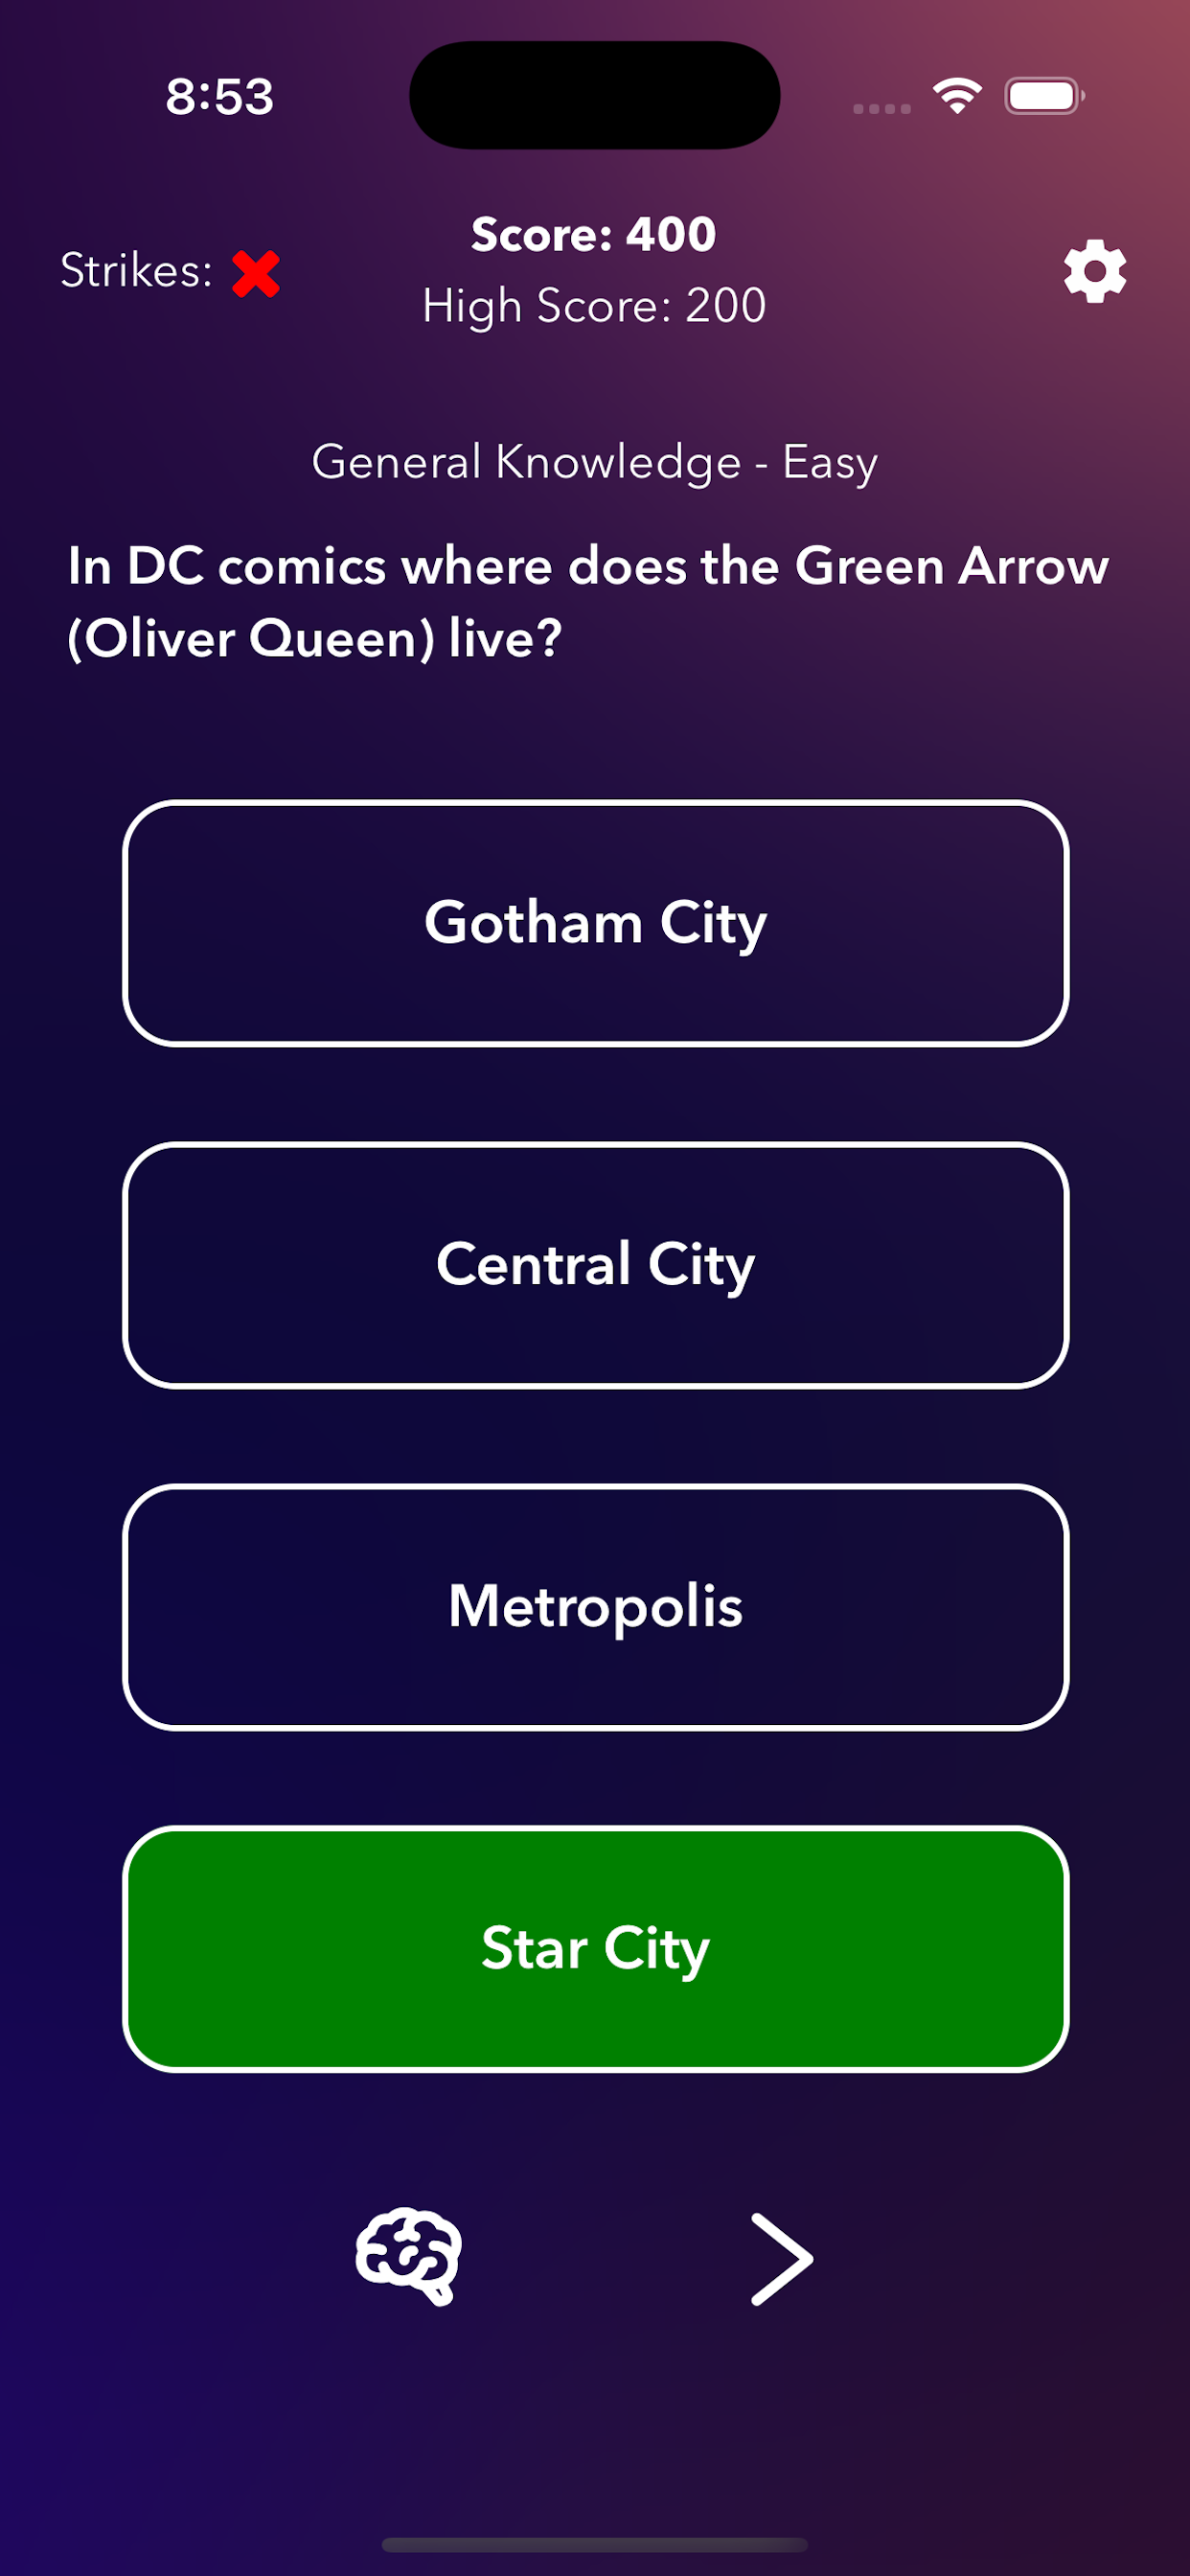 8:53
Score: 400
Strikes:
High Score: 200
General Knowledge - Easy
In DC comics where does the Green Arrow
(Oliver Queen) live?
Gotham City
Central City
Metropolis
Star City